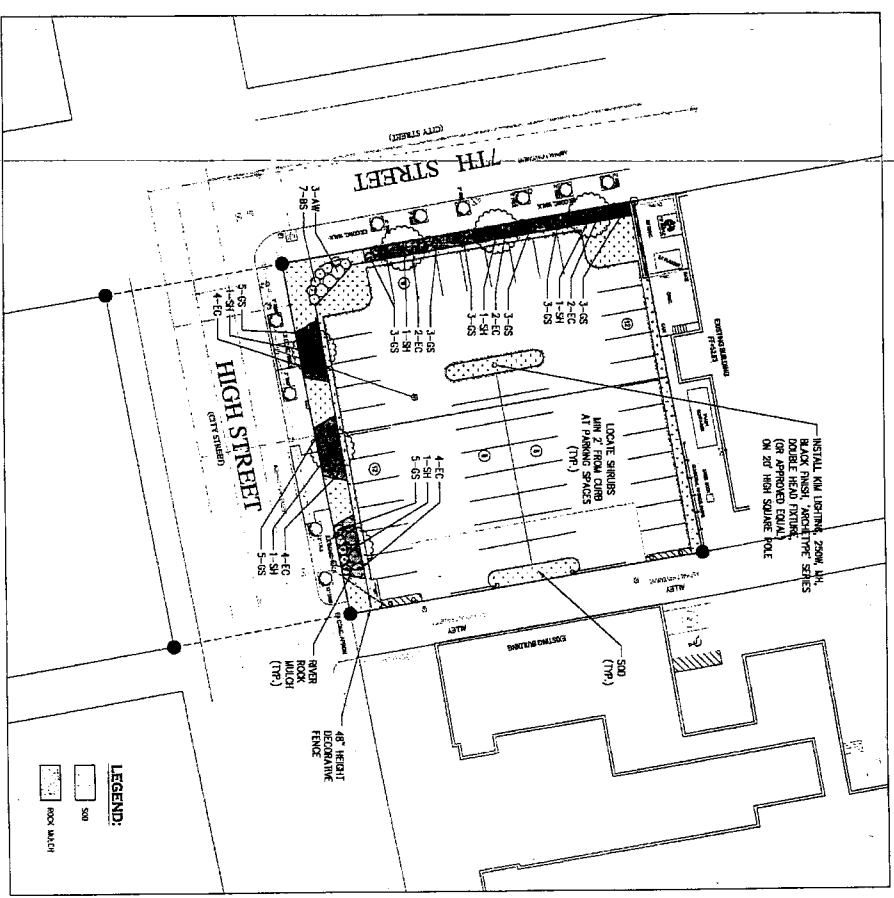 INSTALL KIM LIGHTING, 250W, MH,
BLACK FINISH, 'ARCHETYPE' SERIES
DOUBLE HEAD FIXTURE,
(OR APPROVED EQUAL)
ON 20' HIGH SQUARE POLE
EXISTING BUILDING
7TH STREET
(CITY STREET)
3-AW
7-BS
3-GS
2-EC
1-SH
3-GS
3-GS
2-EC
1-SH
3-GS
3-GS
2-EC
1-SH
3-GS
5-GS
1-SH
4-EC
HIGH STREET
(CITY STREET)
LOCATE SHRUBS
MIN 2' FROM CURB
AT PARKING SPACES
(TYP.)
4-EC
1-SH
5-GS
4-EC
1-SH
5-GS
12
9
8
8
12
ALLEY
ALLEY
EXISTING BUILDING
SOD
(TYP.)
RIVER
ROCK
MULCH
(TYP.)
48" HEIGHT
DECORATIVE
FENCE
LEGEND:
SOD
ROCK MULCH